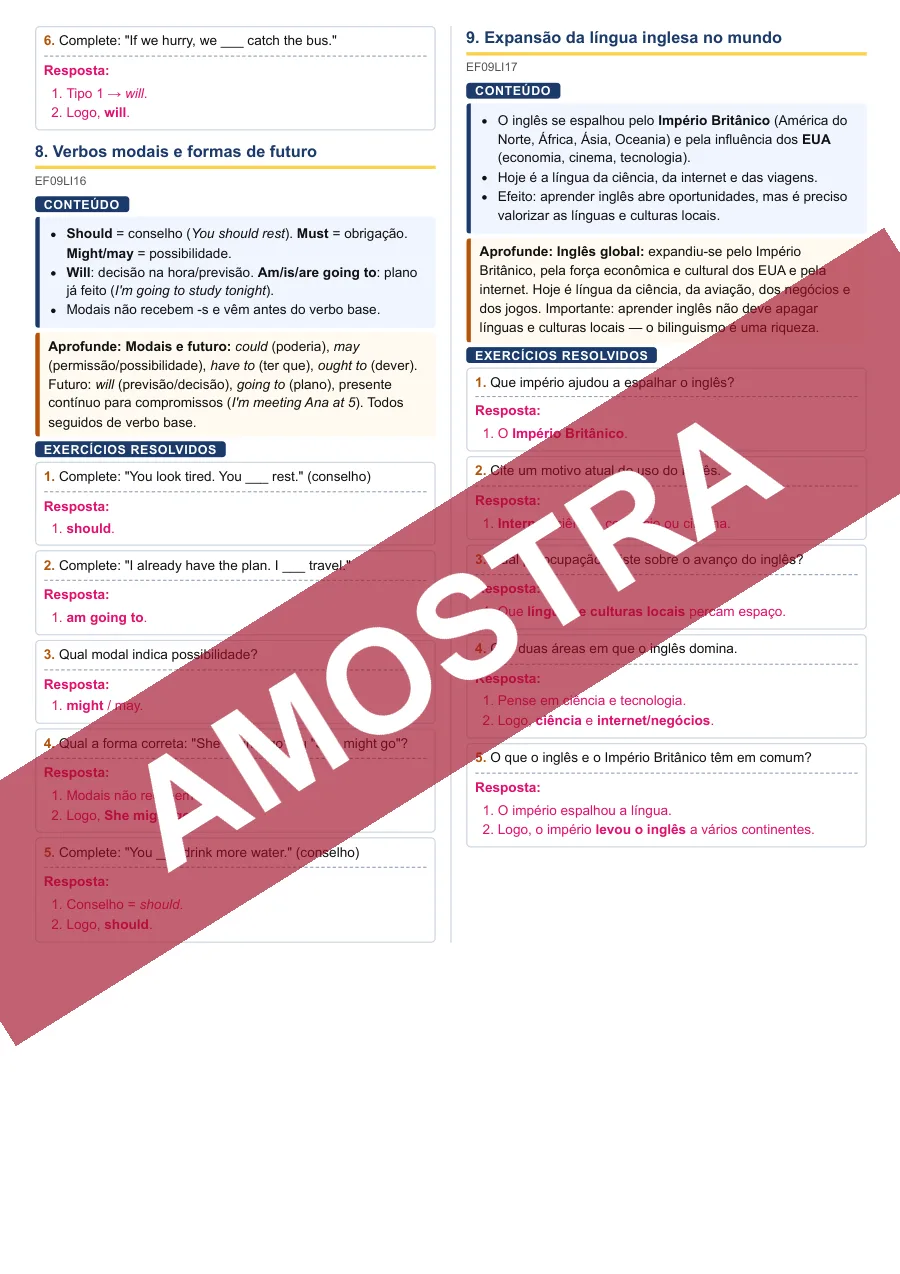 6. Complete: "If we hurry, we ___ catch the bus."
Resposta:
1. Tipo 1 → will.
2. Logo, will.
8. Verbos modais e formas de futuro
EF09LI16
CONTEÚDO
• Should = conselho (You should rest). Must = obrigação.
Might/may = possibilidade.
• Will: decisão na hora/previsão. Am/is/are going to: plano
já feito (I'm going to study tonight).
• Modais não recebem -s e vêm antes do verbo base.
Aprofunde: Modais e futuro: could (poderia), may
(permissão/possibilidade), have to (ter que), ought to (dever).
Futuro: will (previsão/decisão), going to (plano), presente
contínuo para compromissos (I'm meeting Ana at 5). Todos
seguidos de verbo base.
EXERCÍCIOS RESOLVIDOS
1. Complete: "You look tired. You ___ rest." (conselho)
Resposta:
1. should.
2. Complete: "I already have the plan. I ___ travel."
Resposta:
1. am going to.
3. Qual modal indica possibilidade?
Resposta:
1. might / may.
4. Qual a forma correta: "She might go"?
Resposta:
1. Modais não
2. Logo, She
5. Complete: "You ___ drink more water." (conselho)
Resposta:
1. Conselho = should.
2. Logo, should.
9. Expansão da língua inglesa no mundo
EF09LI17
CONTEÚDO
• O inglês se espalhou pelo Império Britânico (América do
Norte, África, Ásia, Oceania) e pela influência dos EUA
(economia, cinema, tecnologia).
• Hoje é a língua da ciência, da internet e das viagens.
• Efeito: aprender inglês abre oportunidades, mas é preciso
valorizar as línguas e culturas locais.
Aprofunde: Inglês global: expandiu-se pelo Império
Britânico, pela força econômica e cultural dos EUA e pela
internet. Hoje é língua da ciência, da aviação, dos negócios e
dos jogos. Importante: aprender inglês não deve apagar
línguas e culturas locais — o bilinguismo é uma riqueza.
EXERCÍCIOS RESOLVIDOS
1. Que império ajudou a espalhar o inglês?
Resposta:
1. O Império Britânico.
2. Cite um motivo atual do uso do inglês.
Resposta:
1. ou cinema.
3. existe sobre o avanço do inglês?
Resposta:
1. Que línguas e culturas locais percam espaço.
4. duas áreas em que o inglês domina.
Resposta:
1. Pense em ciência e tecnologia.
2. Logo, ciência e internet/negócios.
5. O que o inglês e o Império Britânico têm em comum?
Resposta:
1. O império espalhou a língua.
2. Logo, o império levou o inglês a vários continentes.
AMOSTRA